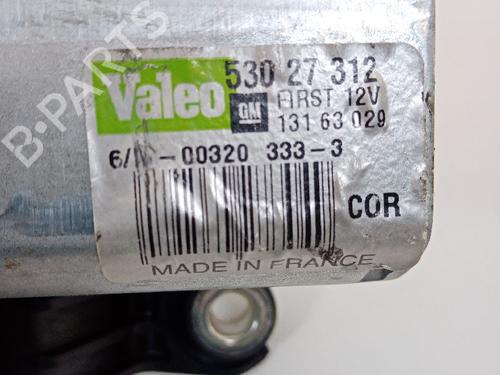 B-PARTS
Valeo 530 27 312
GM FIRST 12V
131 63 029
00320 333-3
COR
MADE IN FRANCE